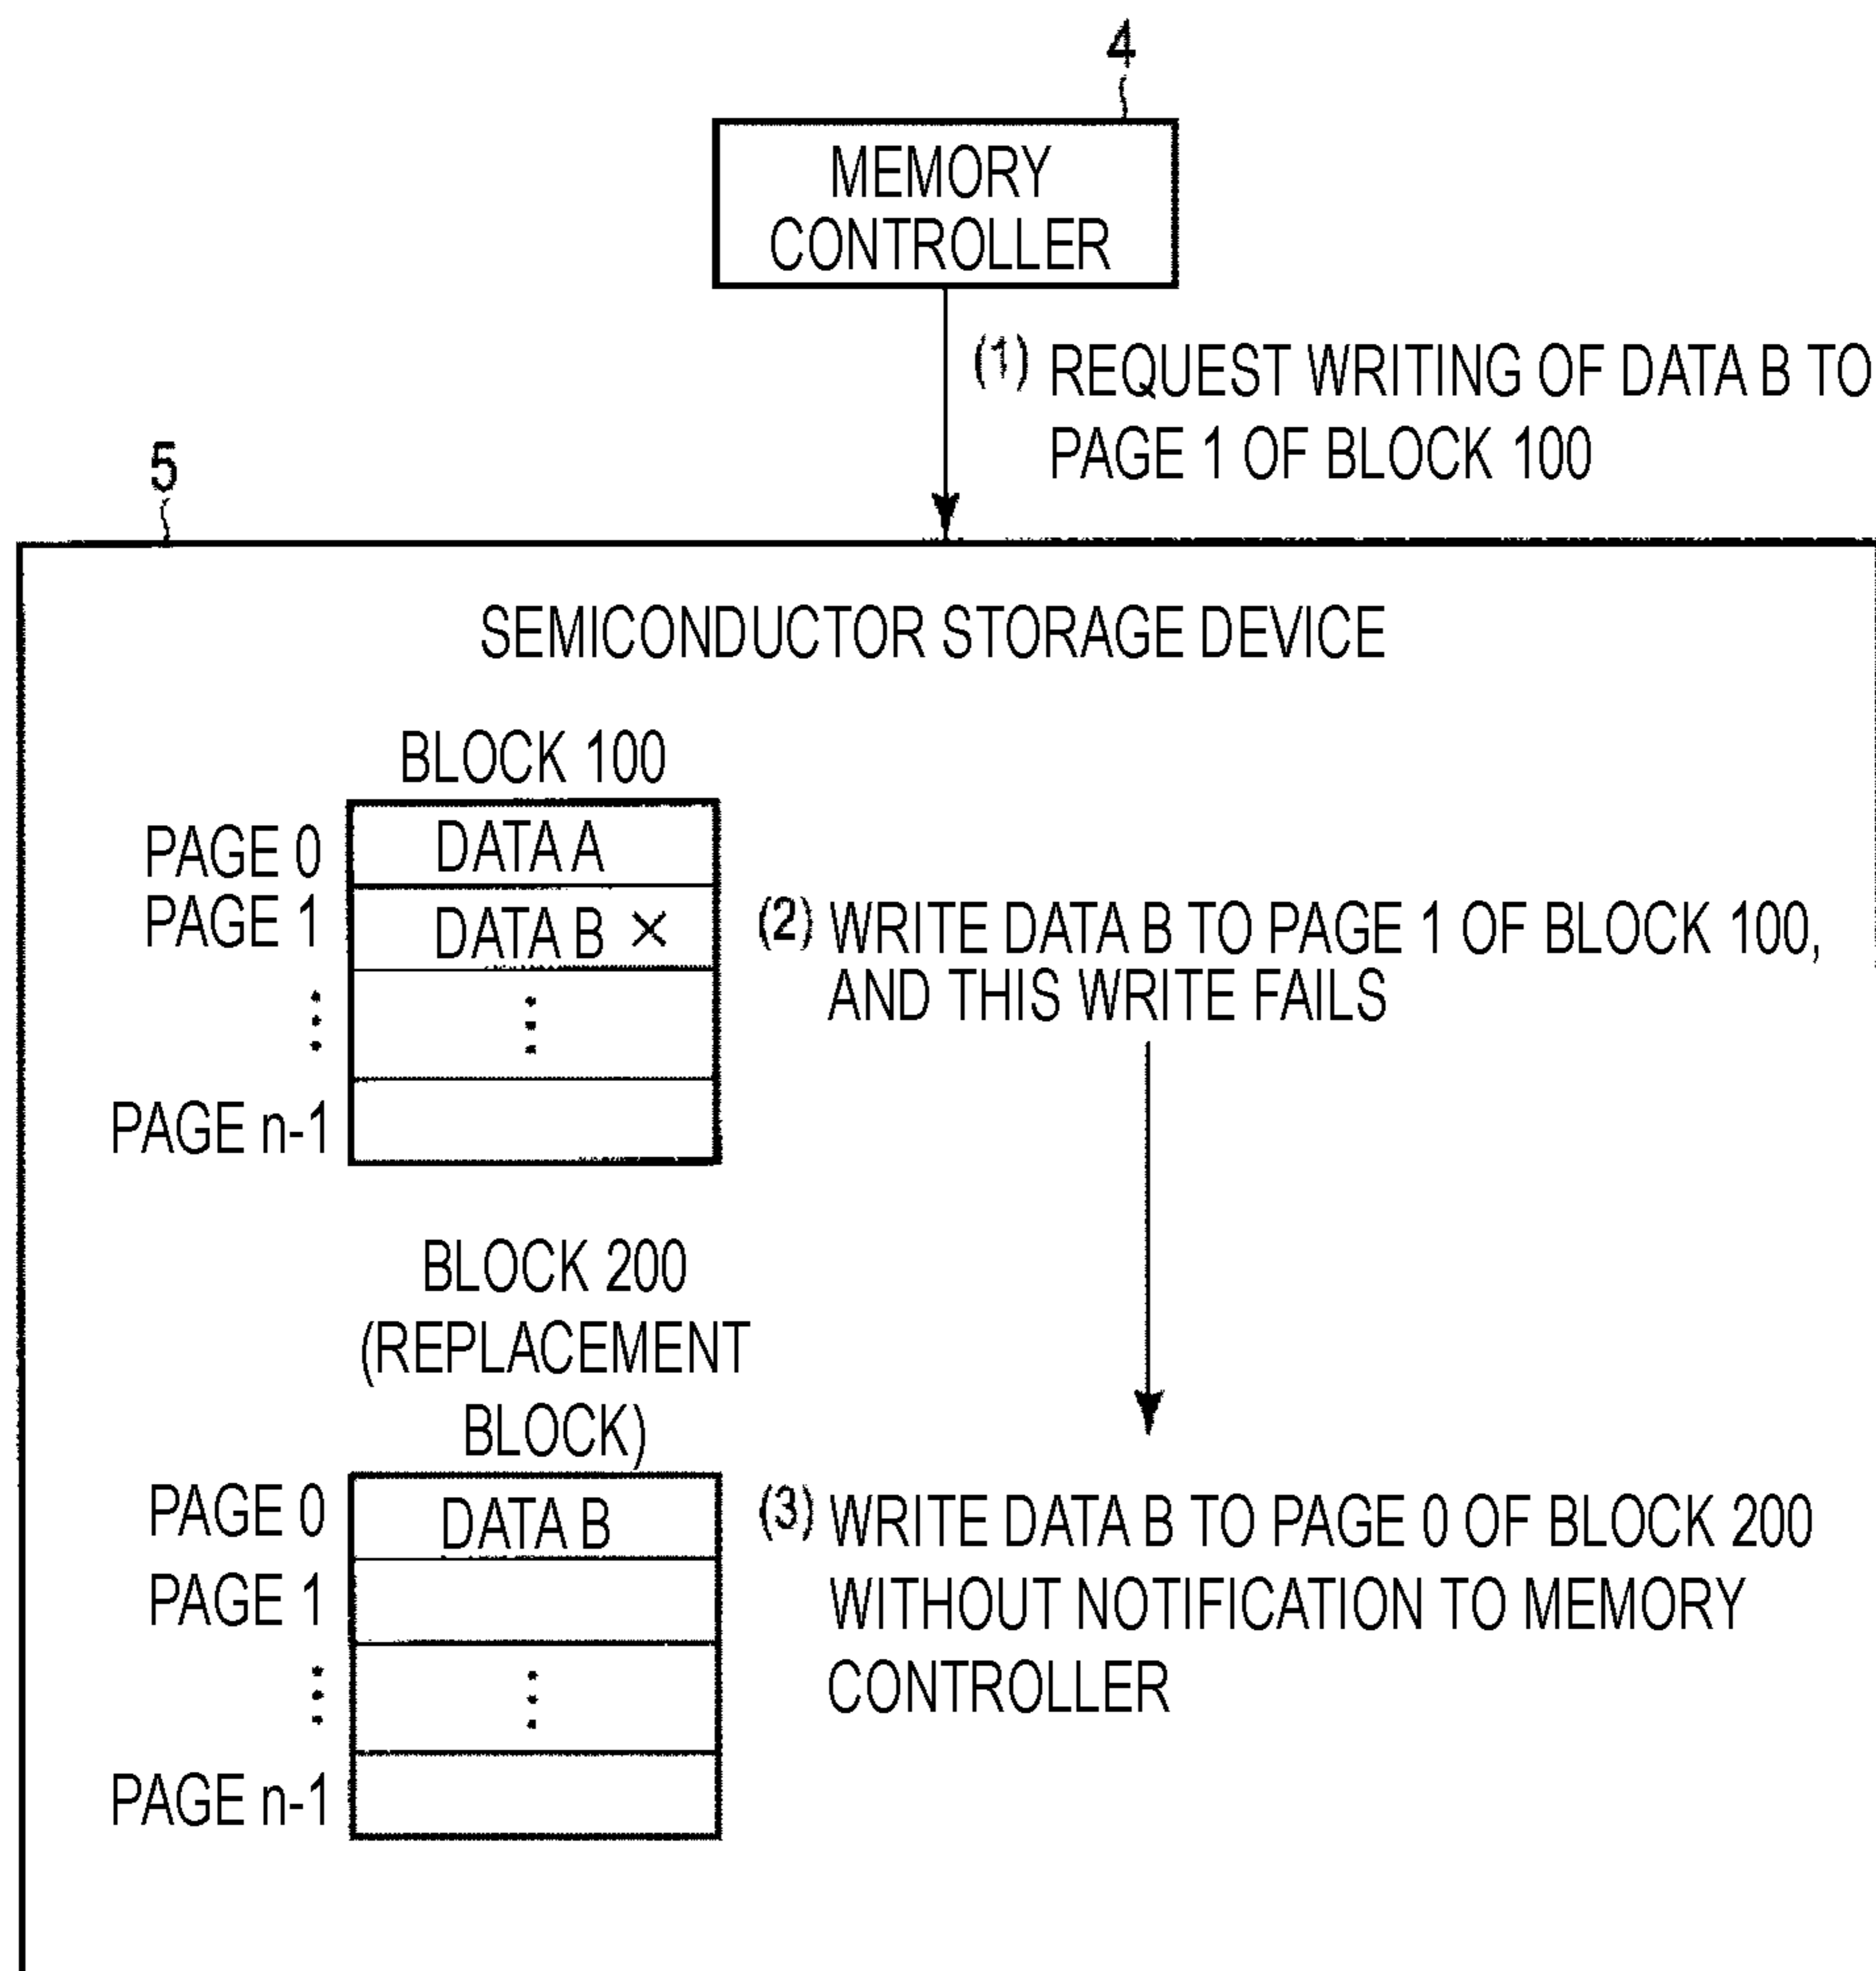 4
MEMORY
CONTROLLER
(1) REQUEST WRITING OF DATA B TO
PAGE 1 OF BLOCK 100
5
SEMICONDUCTOR STORAGE DEVICE
BLOCK 100
PAGE 0 DATA A
PAGE 1 DATA B × (2) WRITE DATA B TO PAGE 1 OF BLOCK 100,
AND THIS WRITE FAILS
⋮ ⋮
PAGE n-1
BLOCK 200
(REPLACEMENT
BLOCK)
PAGE 0 DATA B (3) WRITE DATA B TO PAGE 0 OF BLOCK 200
PAGE 1 WITHOUT NOTIFICATION TO MEMORY
⋮ ⋮ CONTROLLER
PAGE n-1